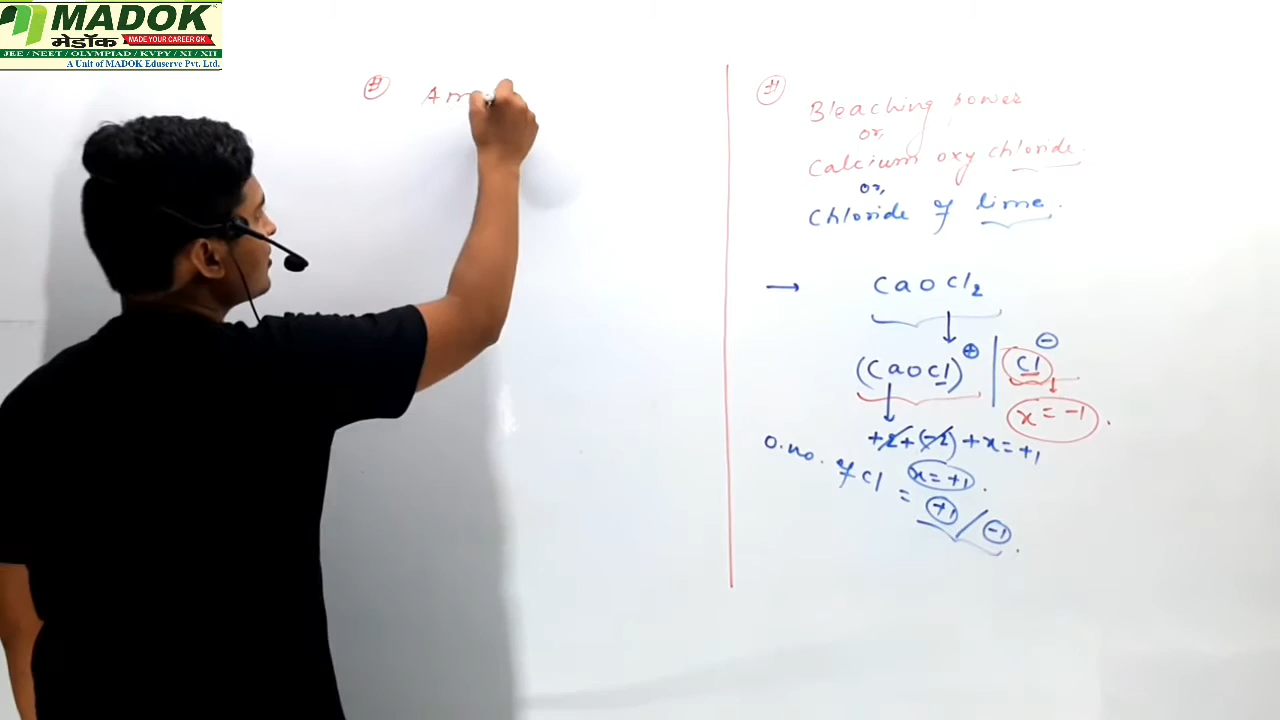 MADOK
मेडॉक MADE YOUR CAREER OK
JEE / NEET / OLYMPIAD / KVPY / XI / XII
A Unit of MADOK Eduserve Pvt. Ltd.
Am
Bleaching power
or,
Calcium oxy chloride.
or,
Chloride of lime.
→ CaOCl₂
(CaOCl)⊕ | Cl⊖
x = -1.
+2+(-2) +x=+1
x=+1.
O.no. of Cl = +1/-1.